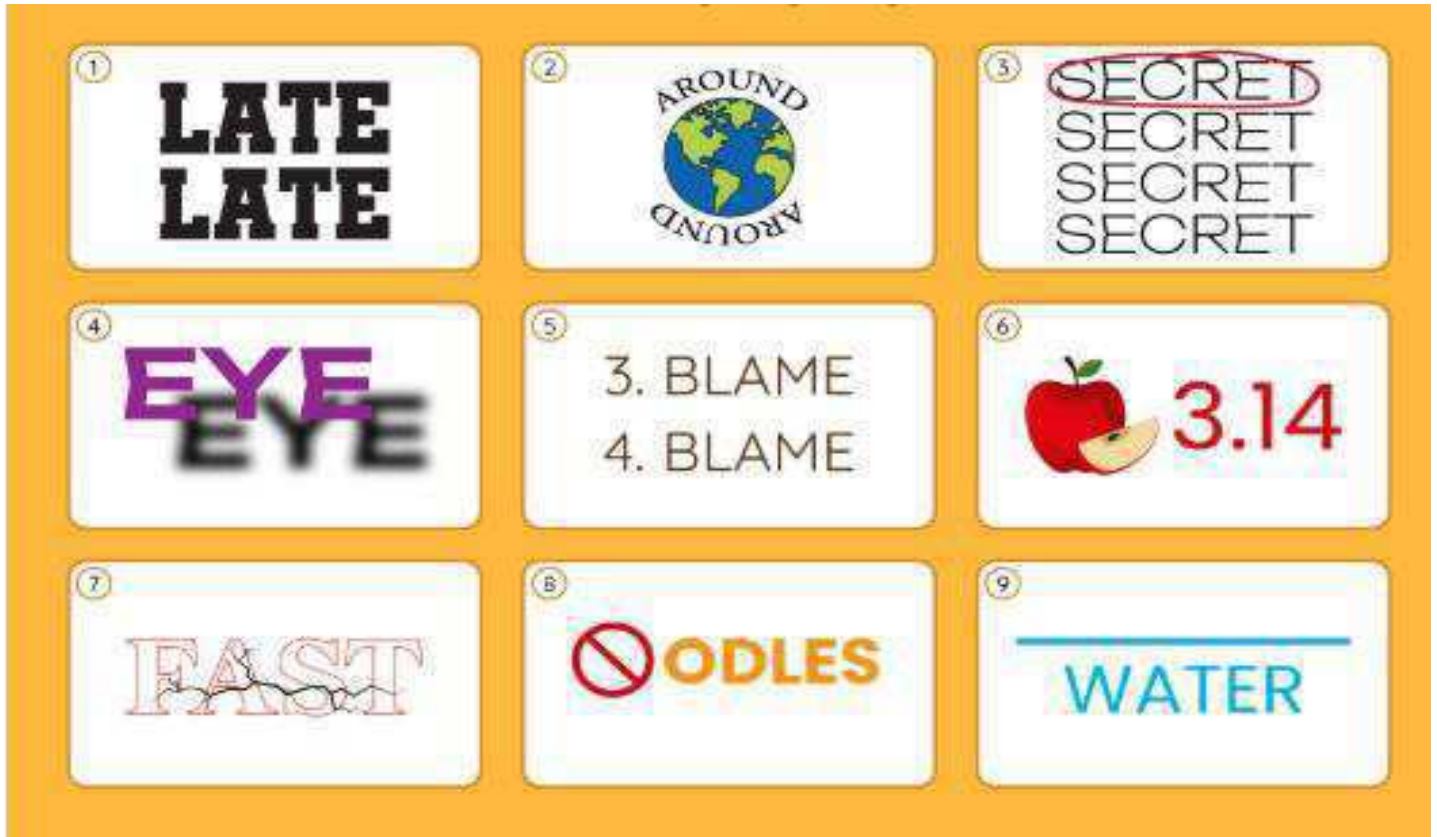 1
LATE
LATE
2
AROUND
AROUND
3
SECRET
SECRET
SECRET
SECRET
4
EYE
EYE
5
3. BLAME
4. BLAME
6
3.14
7
FAST
8
ODLES
9
WATER